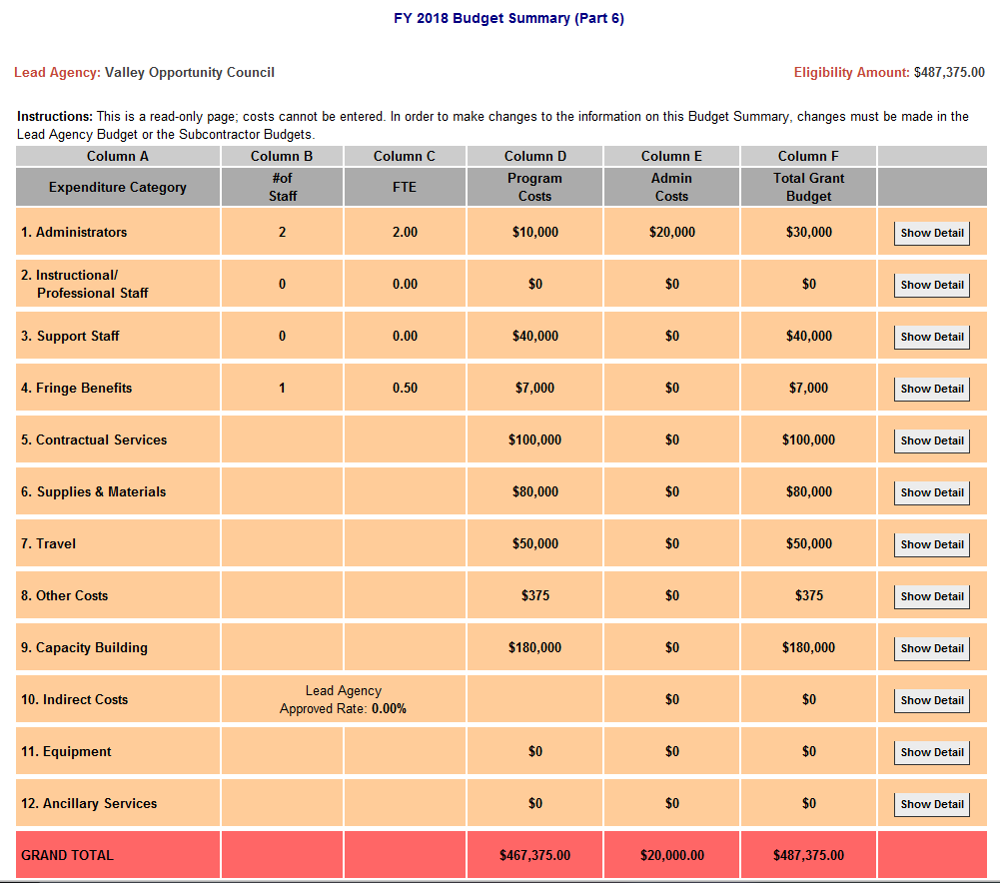 FY 2018 Budget Summary (Part 6)
Lead Agency: Valley Opportunity Council Eligibility Amount: $487,375.00
Instructions: This is a read-only page; costs cannot be entered. In order to make changes to the information on this Budget Summary, changes must be made in the
Lead Agency Budget or the Subcontractor Budgets.
Column A Column B Column C Column D Column E Column F
Expenditure Category #of Staff FTE Program Costs Admin Costs Total Grant Budget
1. Administrators 2 2.00 $10,000 $20,000 $30,000 Show Detail
2. Instructional/
Professional Staff 0 0.00 $0 $0 $0 Show Detail
3. Support Staff 0 0.00 $40,000 $0 $40,000 Show Detail
4. Fringe Benefits 1 0.50 $7,000 $0 $7,000 Show Detail
5. Contractual Services $100,000 $0 $100,000 Show Detail
6. Supplies & Materials $80,000 $0 $80,000 Show Detail
7. Travel $50,000 $0 $50,000 Show Detail
8. Other Costs $375 $0 $375 Show Detail
9. Capacity Building $180,000 $0 $180,000 Show Detail
10. Indirect Costs Lead Agency
Approved Rate: 0.00% $0 $0 Show Detail
11. Equipment $0 $0 $0 Show Detail
12. Ancillary Services $0 $0 $0 Show Detail
GRAND TOTAL $467,375.00 $20,000.00 $487,375.00